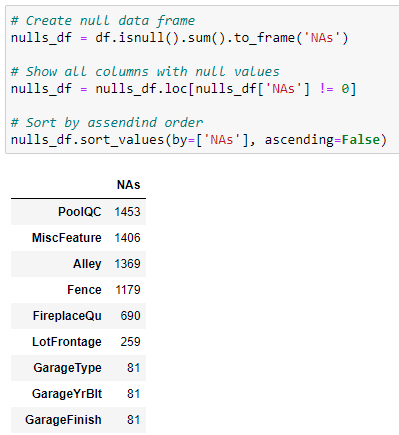 # Create null data frame
nulls_df = df.isnull().sum().to_frame('NAs')
# Show all columns with null values
nulls_df = nulls_df.loc[nulls_df['NAs'] != 0]
# Sort by assendind order
nulls_df.sort_values(by=['NAs'], ascending=False)
NAs
PoolQC 1453
MiscFeature 1406
Alley 1369
Fence 1179
FireplaceQu 690
LotFrontage 259
GarageType 81
GarageYrBlt 81
GarageFinish 81